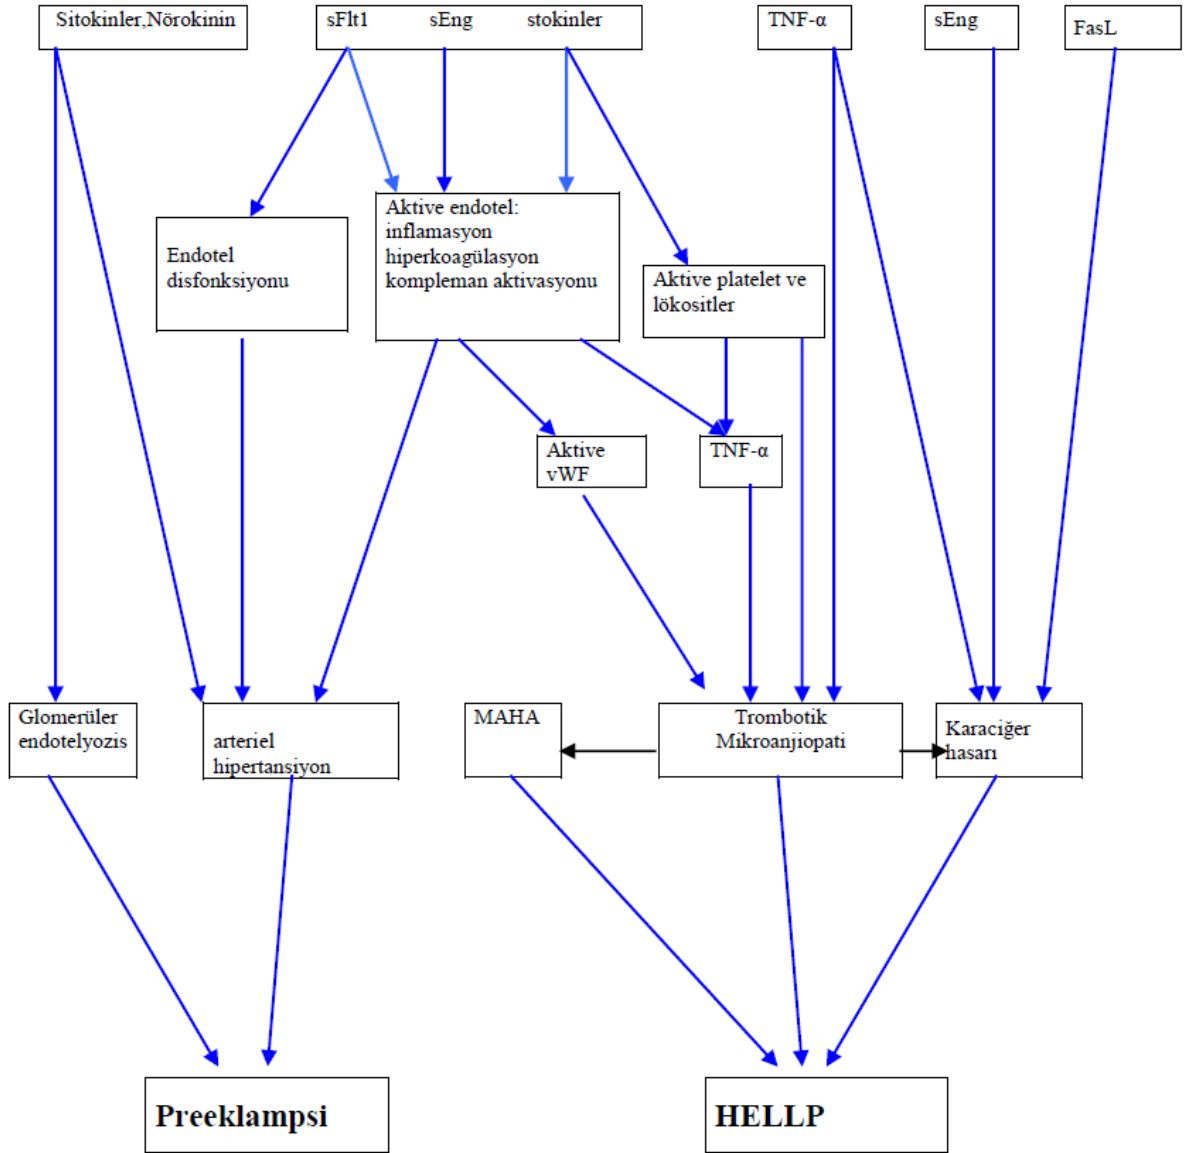 Sitokinler,Nörokinin
sFlt1 sEng stokinler
TNF-α
sEng
FasL
Endotel
disfonksiyonu
Aktive endotel:
inflamasyon
hiperkoagülasyon
kompleman aktivasyonu
Aktive platelet ve
lökositler
Aktive
vWF
TNF-α
Glomerüler
endotelyozis
arteriel
hipertansiyon
MAHA
Trombotik
Mikroanjiopati
Karaciğer
hasarı
Preeklampsi
HELLP